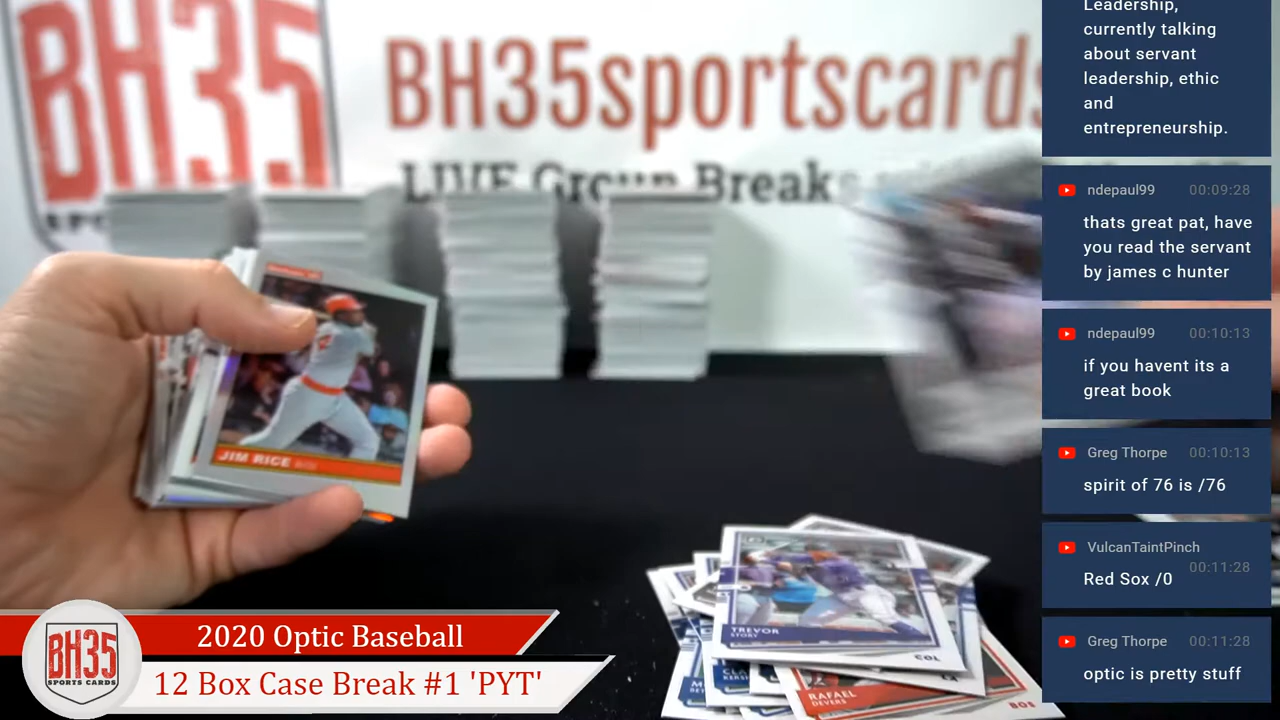 BH35
SPO
BH35sportscards
LIVE Group Breaks
JIM RICE
TREVOR
STORY
COL
RAFAEL
DEVERS
BOS
2020 Optic Baseball
12 Box Case Break #1 'PYT'
BH35
SPORTS CARDS
Leadership,
currently talking
about servant
leadership, ethic
and
entrepreneurship.
ndepaul99 00:09:28
thats great pat, have
you read the servant
by james c hunter
ndepaul99 00:10:13
if you havent its a
great book
Greg Thorpe 00:10:13
spirit of 76 is /76
VulcanTaintPinch
00:11:28
Red Sox /0
Greg Thorpe 00:11:28
optic is pretty stuff